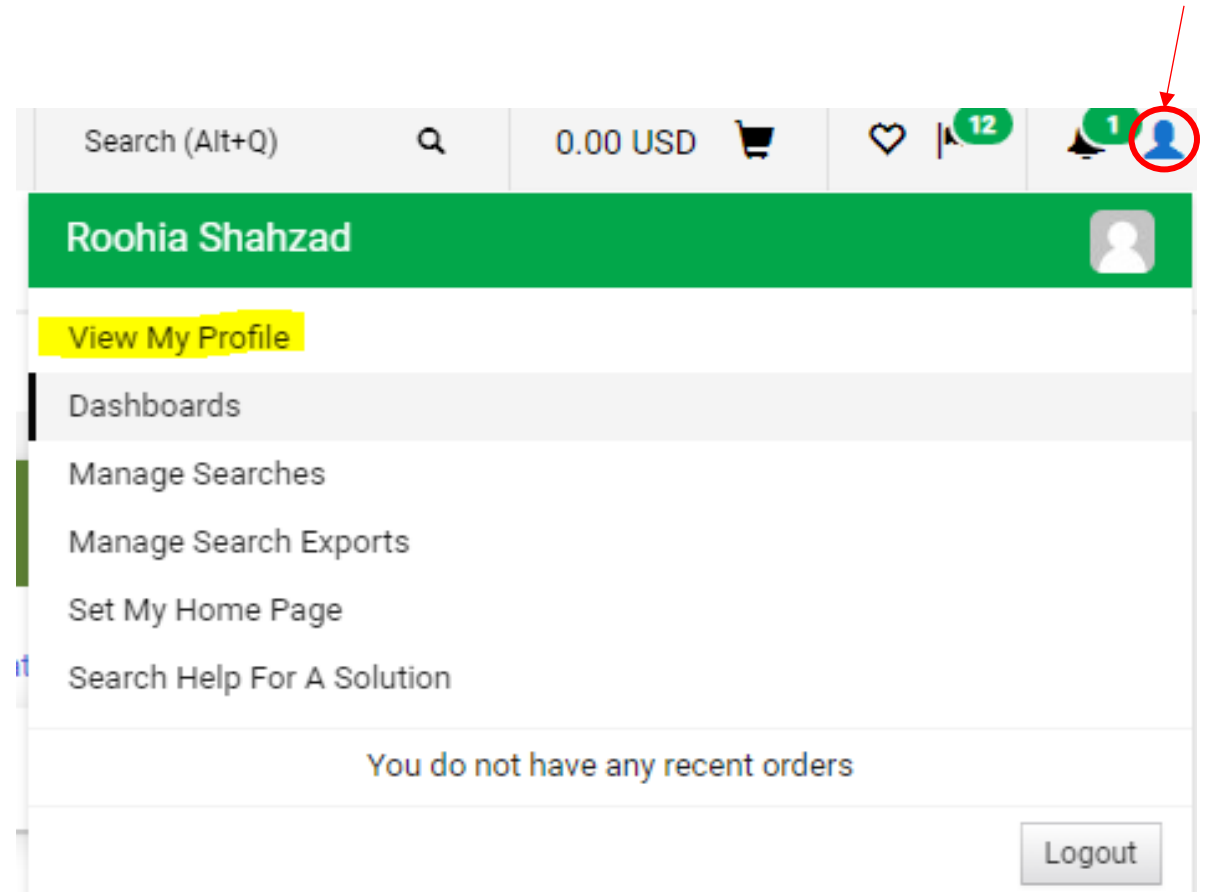 Search (Alt+Q) 0.00 USD 12 1
Roohia Shahzad
View My Profile
Dashboards
Manage Searches
Manage Search Exports
Set My Home Page
at
Search Help For A Solution
You do not have any recent orders
Logout